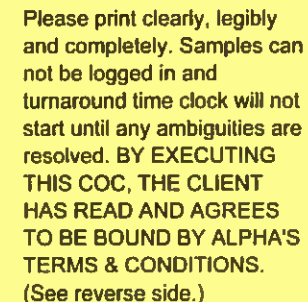 Please print clearly, legibly
and completely. Samples can
not be logged in and
turnaround time clock will not
start until any ambiguities are
resolved. BY EXECUTING
THIS COC, THE CLIENT
HAS READ AND AGREES
TO BE BOUND BY ALPHA'S
TERMS & CONDITIONS.
(See reverse side.)